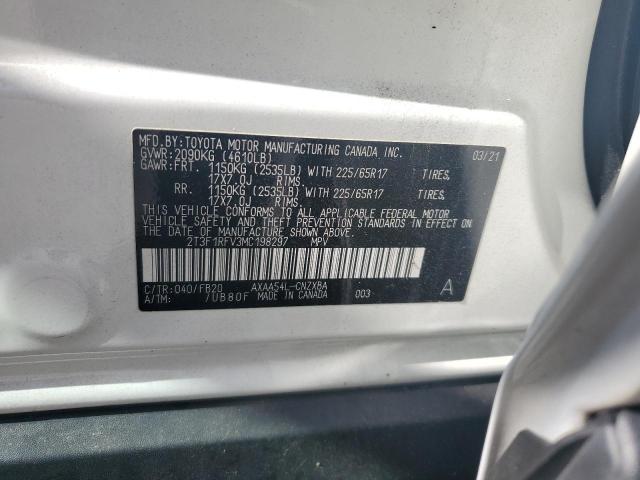 MFD.BY:TOYOTA MOTOR MANUFACTURING CANADA INC. 03/21
GVWR:2090KG (4610LB)
GAWR:FRT. 1150KG (2535LB) WITH 225/65R17 TIRES,
17X7.0J RIMS.
RR. 1150KG (2535LB) WITH 225/65R17 TIRES,
17X7.0J RIMS.
THIS VEHICLE CONFORMS TO ALL APPLICABLE FEDERAL MOTOR
VEHICLE SAFETY AND THEFT PREVENTION STANDARDS IN EFFECT ON
THE DATE OF MANUFACTURE SHOWN ABOVE.
2T3F1RFV3MC198297 MPV
C/TR:040/FB20 AXAA54L-CNZXBA
A/TM: /UB80F MADE IN CANADA 003 A